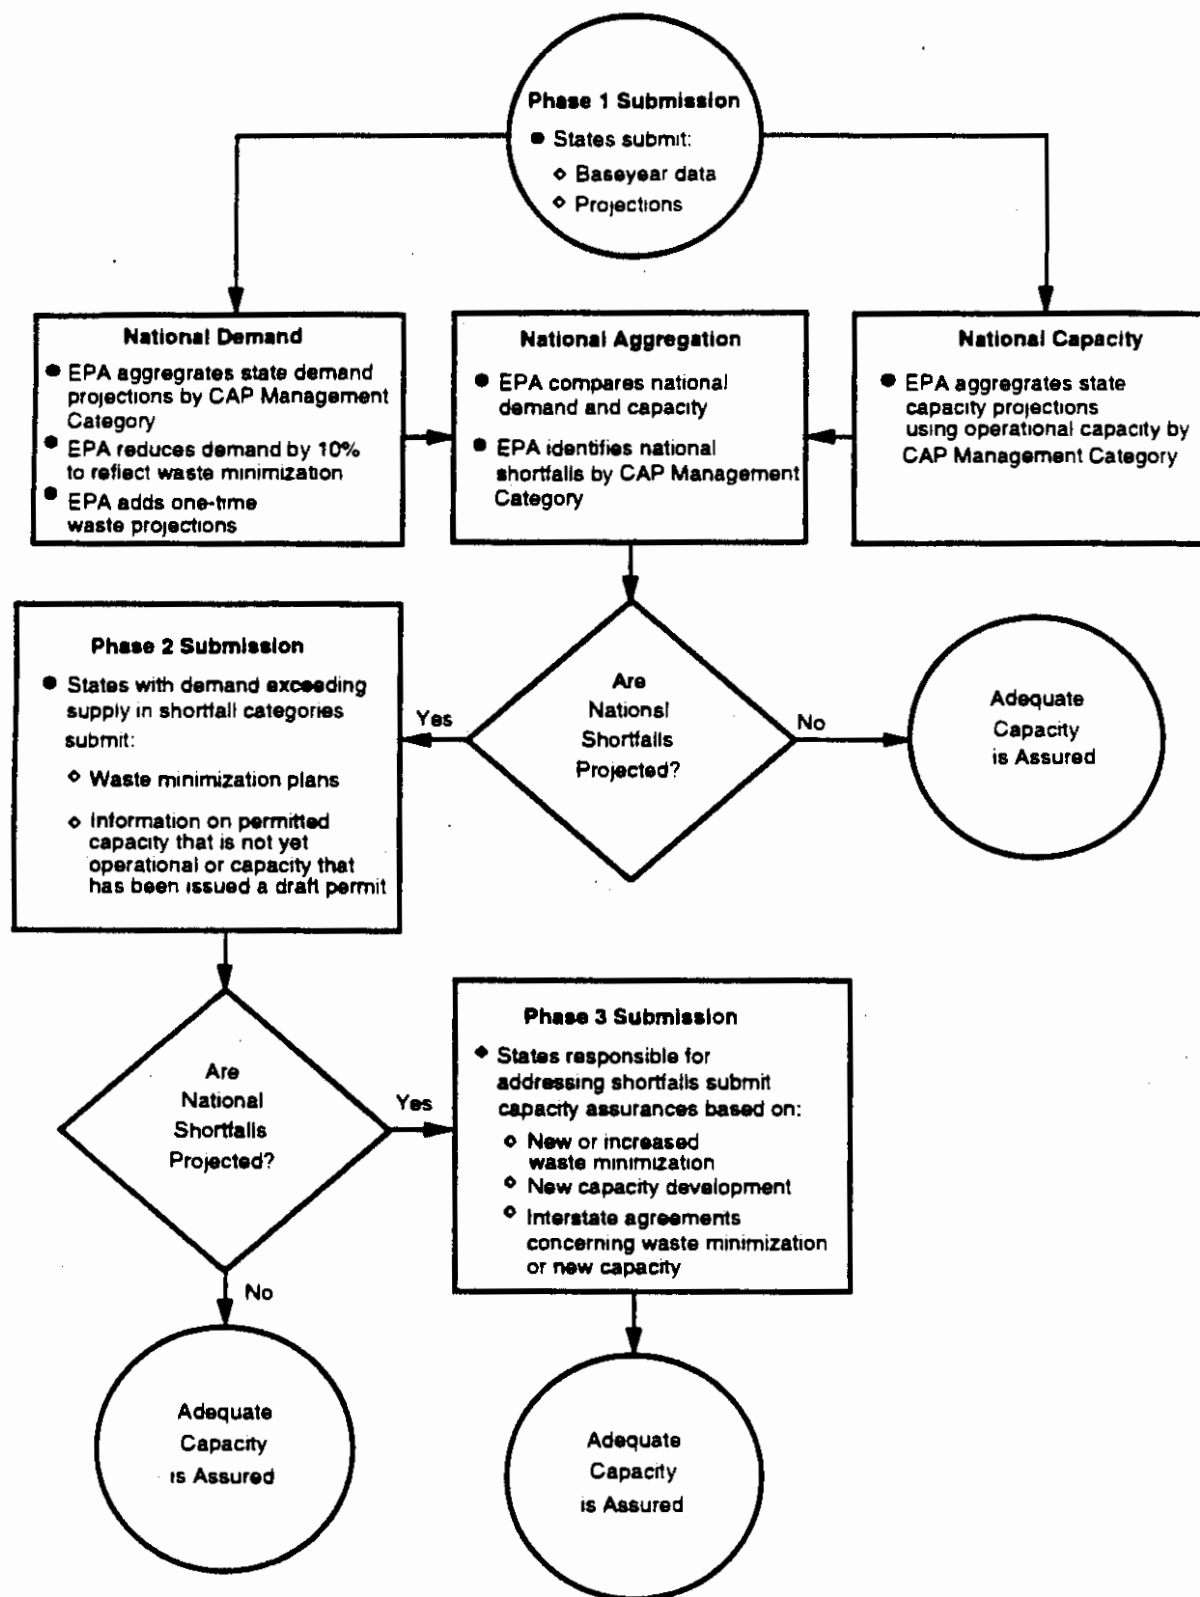 Phase 1 Submission
● States submit:
◇ Baseyear data
◇ Projections
National Demand
● EPA aggregrates state demand
projections by CAP Management
Category
● EPA reduces demand by 10%
to reflect waste minimization
● EPA adds one-time
waste projections
National Aggregation
● EPA compares national
demand and capacity
● EPA identifies national
shortfalls by CAP Management
Category
National Capacity
● EPA aggregates state
capacity projections
using operational capacity by
CAP Management Category
Phase 2 Submission
● States with demand exceeding
supply in shortfall categories
submit:
◇ Waste minimization plans
◇ Information on permitted
capacity that is not yet
operational or capacity that
has been issued a draft permit
Yes
Are
National
Shortfalls
Projected?
No
Adequate
Capacity
is Assured
Are
National
Shortfalls
Projected?
Yes
No
Phase 3 Submission
◆ States responsible for
addressing shortfalls submit
capacity assurances based on:
◇ New or increased
waste minimization
◇ New capacity development
◇ Interstate agreements
concerning waste minimization
or new capacity
Adequate
Capacity
is Assured
Adequate
Capacity
is Assured